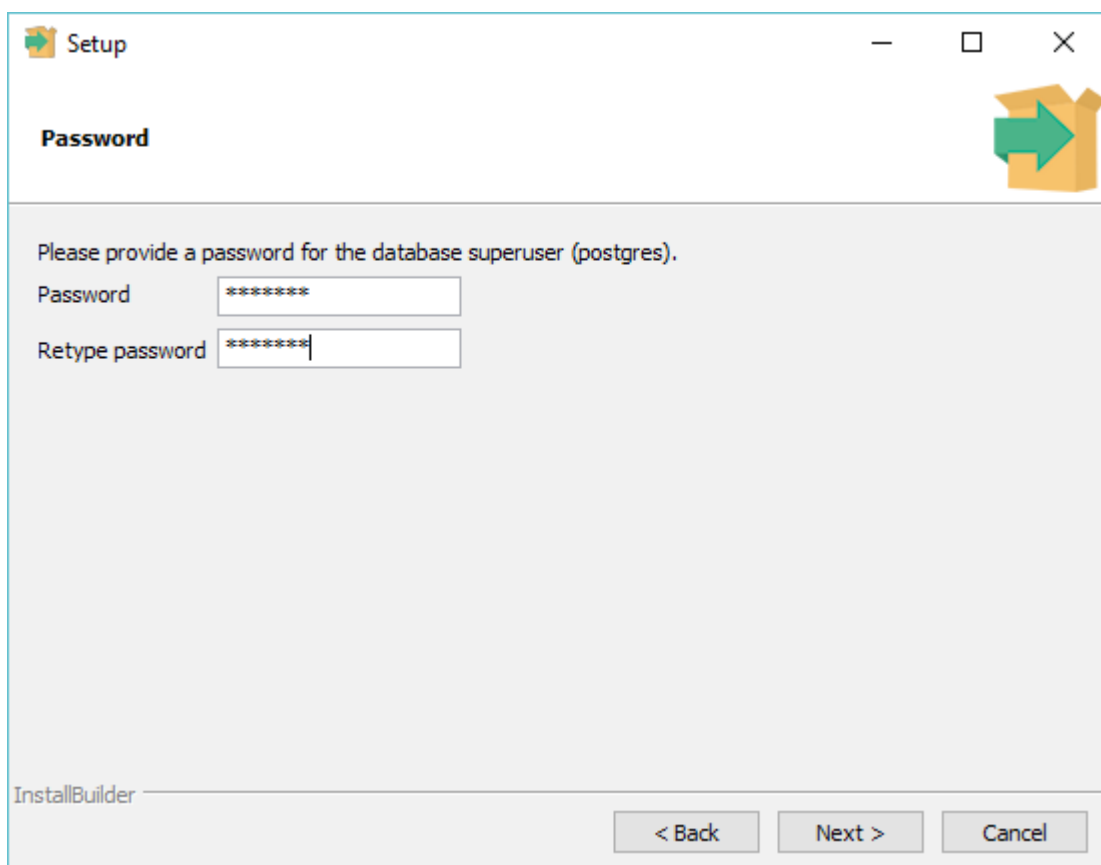 Setup
Password
Please provide a password for the database superuser (postgres).
Password *******
Retype password *******
InstallBuilder
< Back Next > Cancel